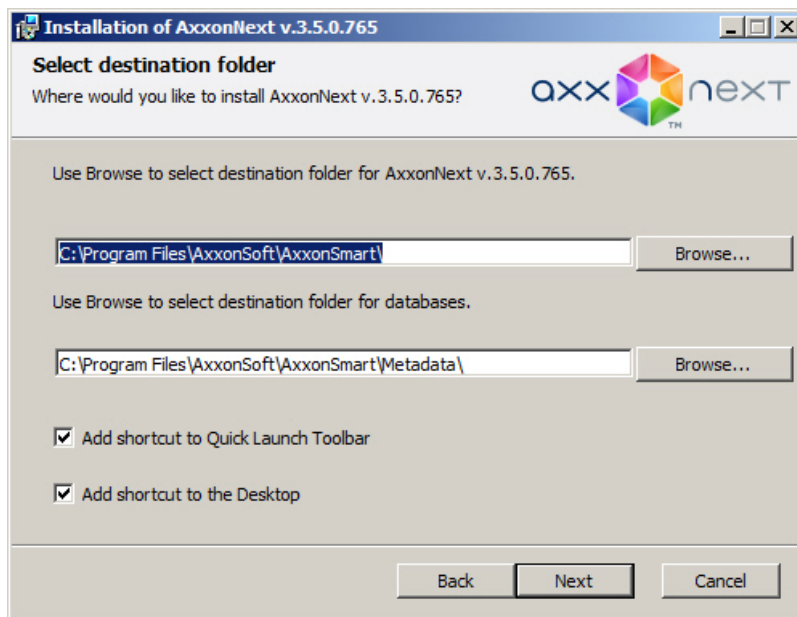 Installation of AxxonNext v.3.5.0.765
Select destination folder
Where would you like to install AxxonNext v.3.5.0.765?
axx next
TM
Use Browse to select destination folder for AxxonNext v.3.5.0.765.
C:\Program Files\AxxonSoft\AxxonSmart\
Browse...
Use Browse to select destination folder for databases.
C:\Program Files\AxxonSoft\AxxonSmart\Metadata\
Browse...
Add shortcut to Quick Launch Toolbar
Add shortcut to the Desktop
Back
Next
Cancel